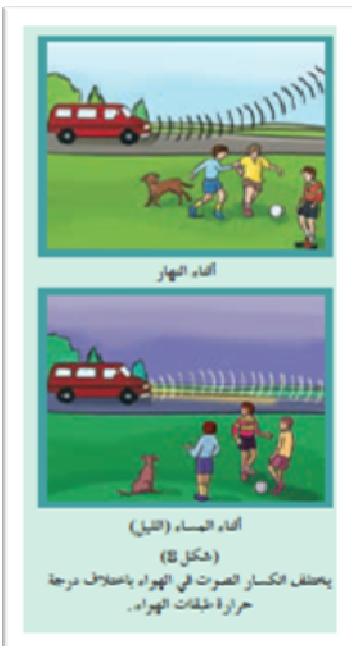 أثناء النهار
أثناء المساء (الليل)
(شكل 8)
يختلف انكسار الصوت في الهواء باختلاف درجة
حرارة طبقات الهواء.